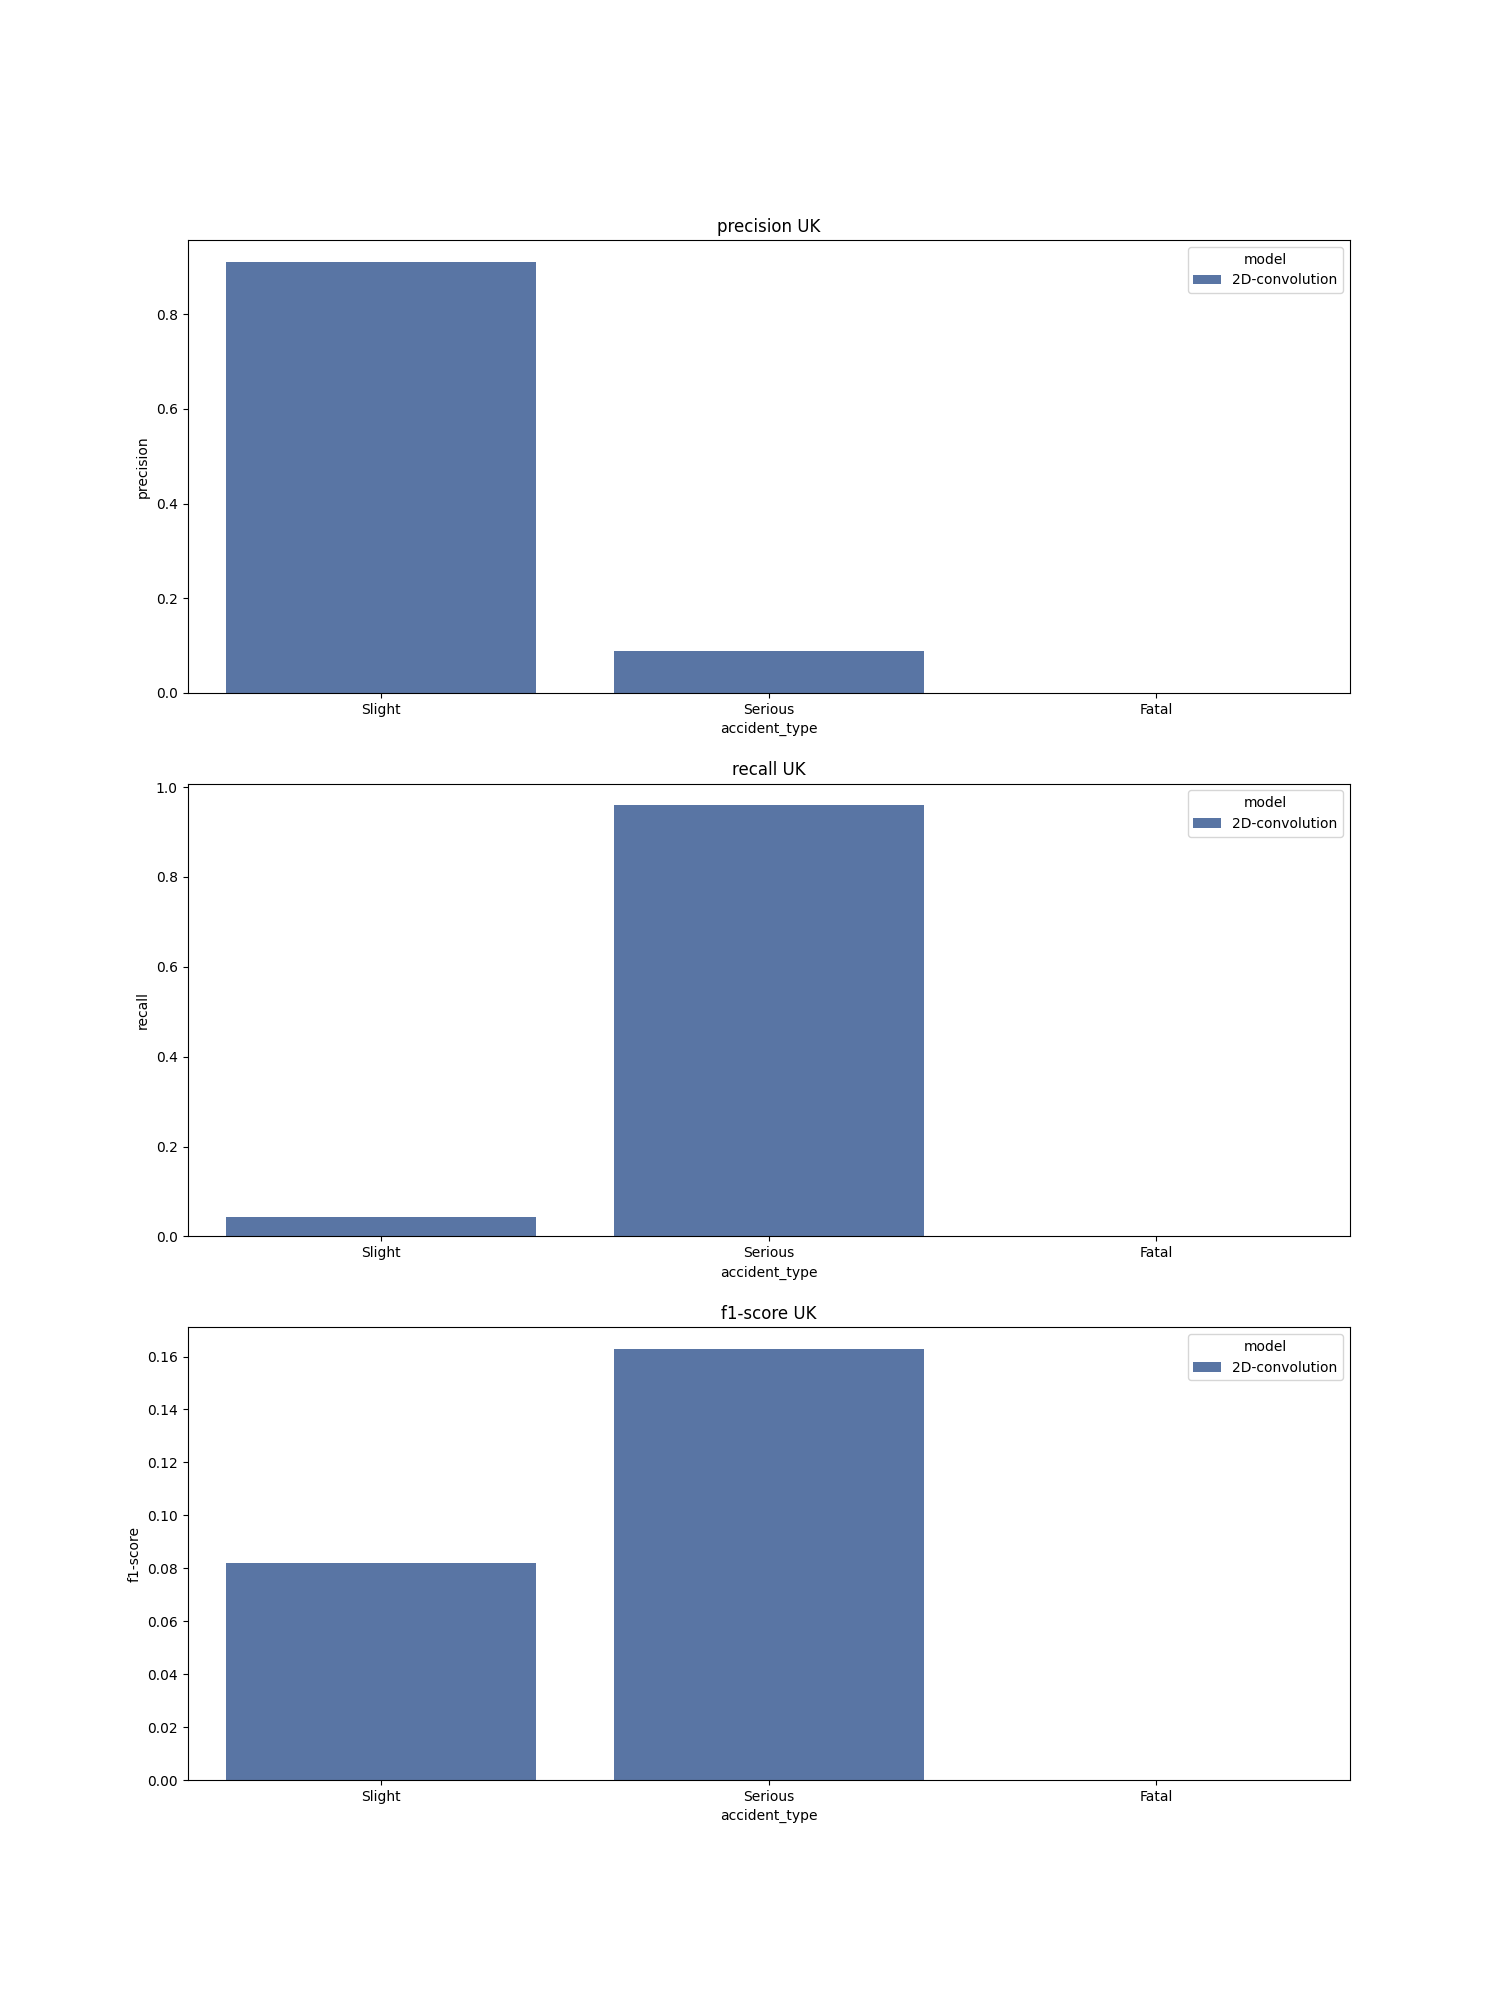 precision UK
model
2D-convolution
0.8
0.6
0.4
0.2
0.0
precision
Slight Serious Fatal
accident_type
recall UK
model
2D-convolution
1.0
0.8
0.6
0.4
0.2
0.0
recall
Slight Serious Fatal
accident_type
f1-score UK
model
2D-convolution
0.16
0.14
0.12
0.10
0.08
0.06
0.04
0.02
0.00
f1-score
Slight Serious Fatal
accident_type